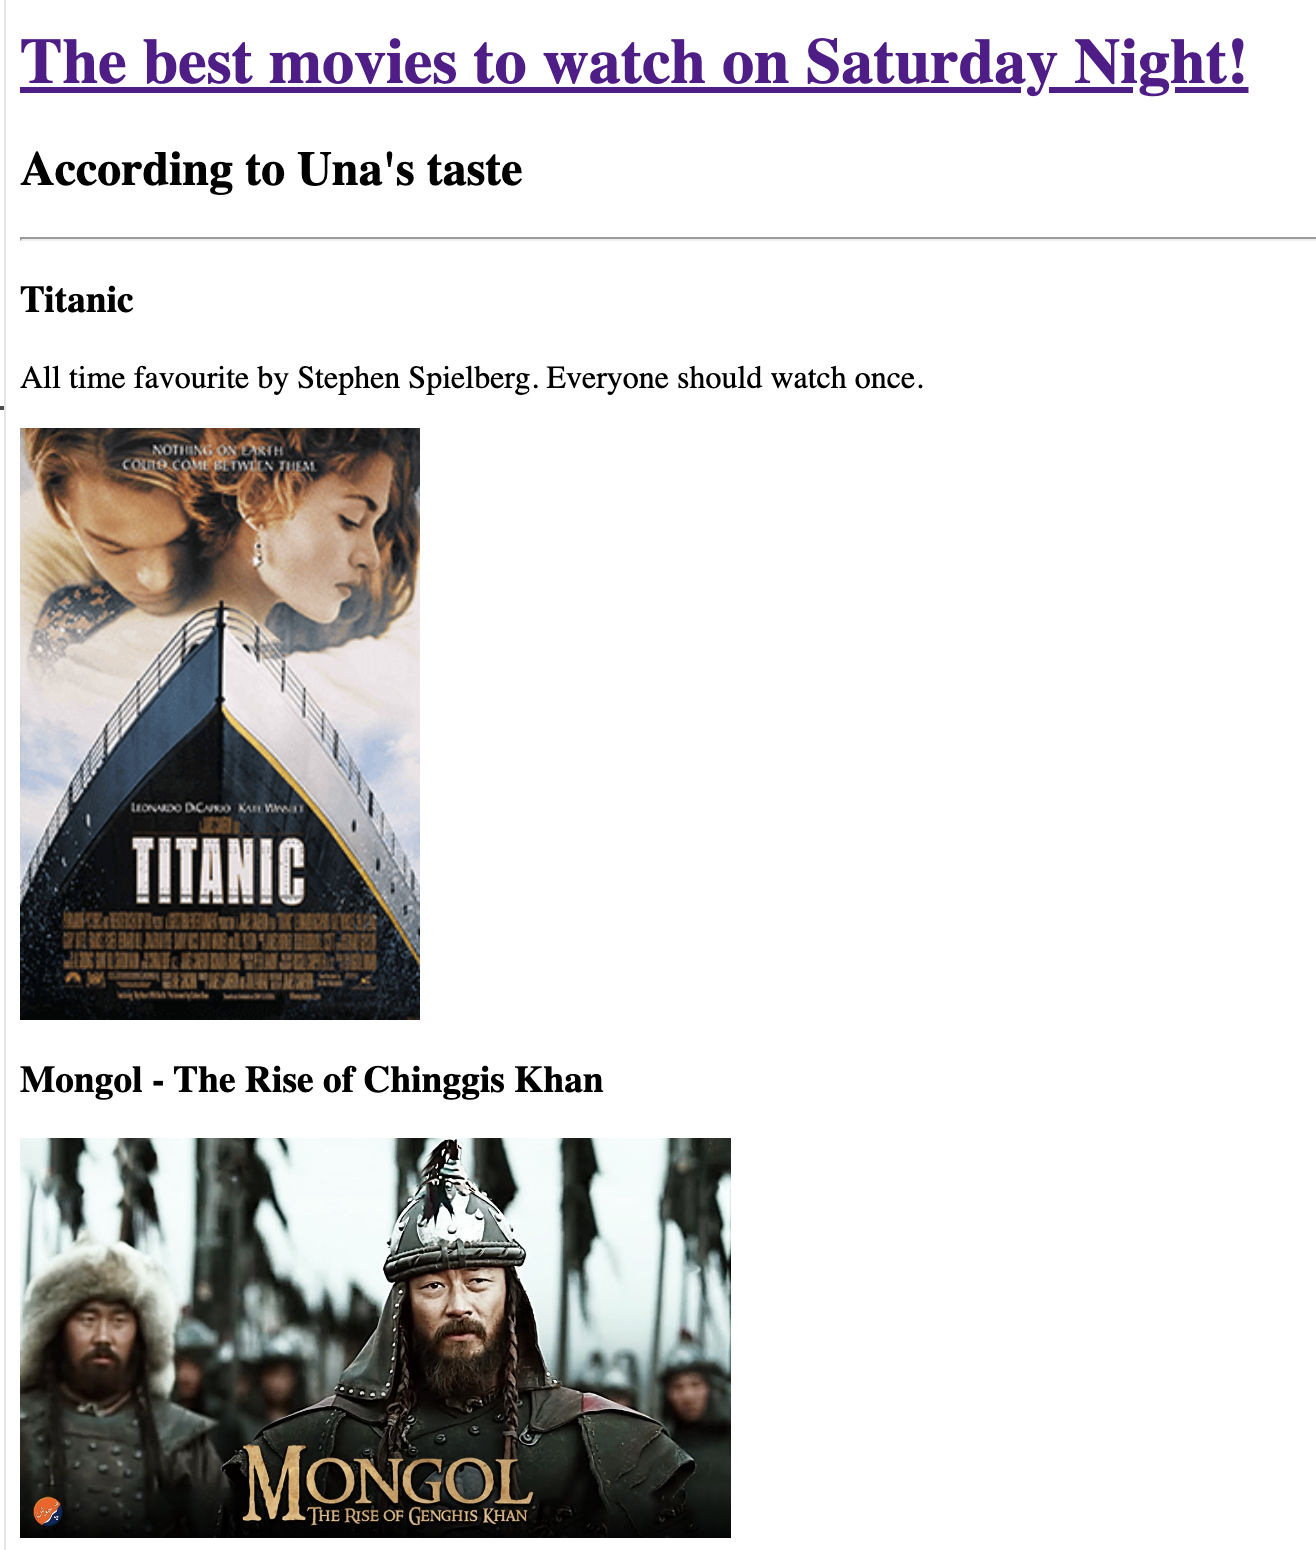 The best movies to watch on Saturday Night!
According to Una's taste
Titanic
All time favourite by Stephen Spielberg. Everyone should watch once.
NOTHING ON EARTH
COULD COME BETWEEN THEM.
LEONARDO DICAPRIO KATE WINSLET
TITANIC
Mongol - The Rise of Chinggis Khan
MONGOL
THE RISE OF GENGHIS KHAN